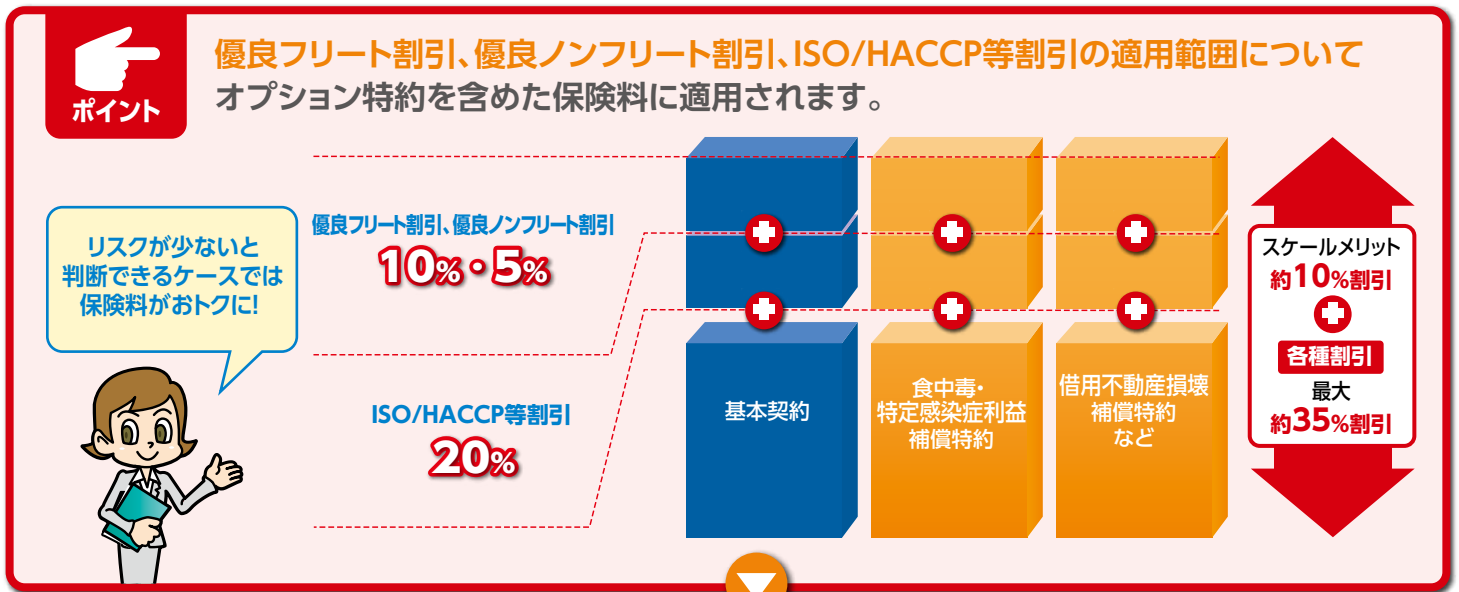 ポイント
優良フリート割引、優良ノンフリート割引、ISO/HACCP等割引の適用範囲について
オプション特約を含めた保険料に適用されます。
リスクが少ないと
判断できるケースでは
保険料がおトクに!
優良フリート割引、優良ノンフリート割引
10%・5%
ISO/HACCP等割引
20%
基本契約
食中毒・
特定感染症利益
補償特約
借用不動産損壊
補償特約
など
スケールメリット
約10%割引
各種割引
最大
約35%割引